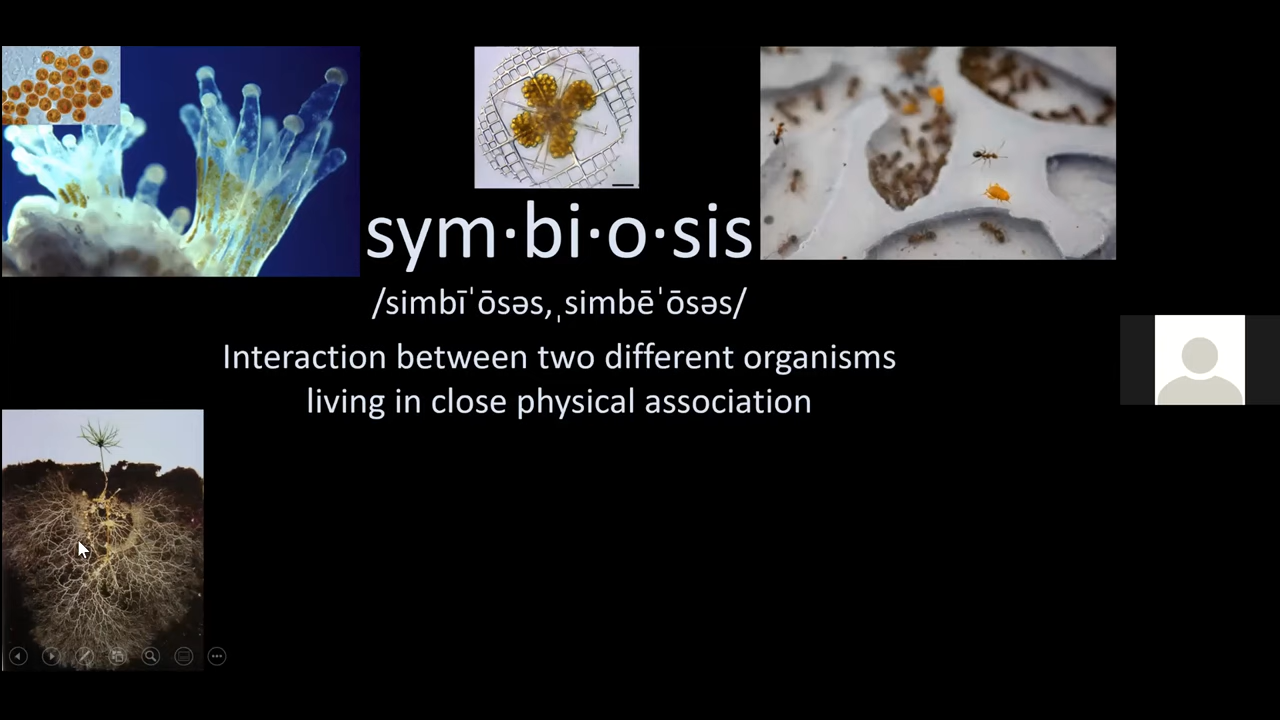 sym·bi·o·sis
/simbīˈōsəs,ˌsimbēˈōsəs/
Interaction between two different organisms
living in close physical association